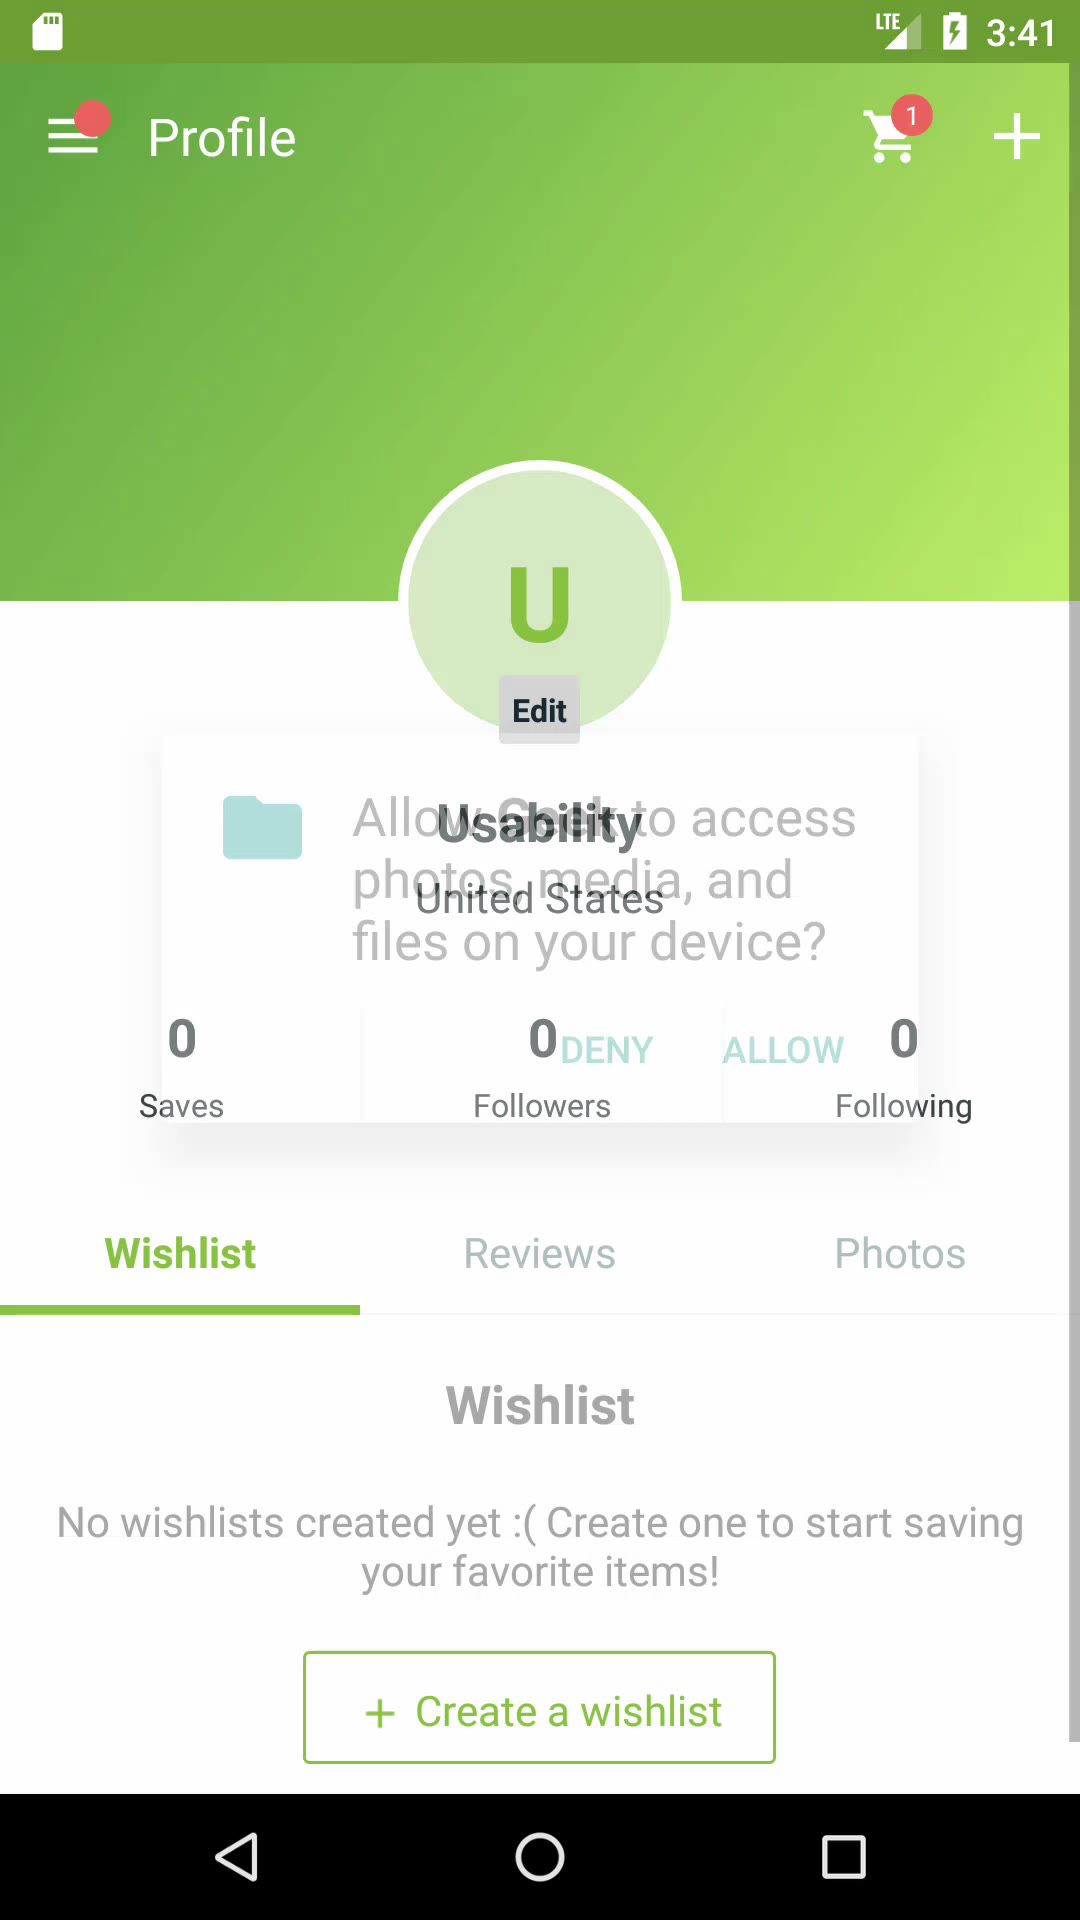 LTE 3:41
Profile
1
U
Edit
Usability
Allow Geek to access
photos, media, and
United States
files on your device?
0 0 0
DENY ALLOW
Saves Followers Following
Wishlist Reviews Photos
Wishlist
No wishlists created yet :( Create one to start saving
your favorite items!
+ Create a wishlist